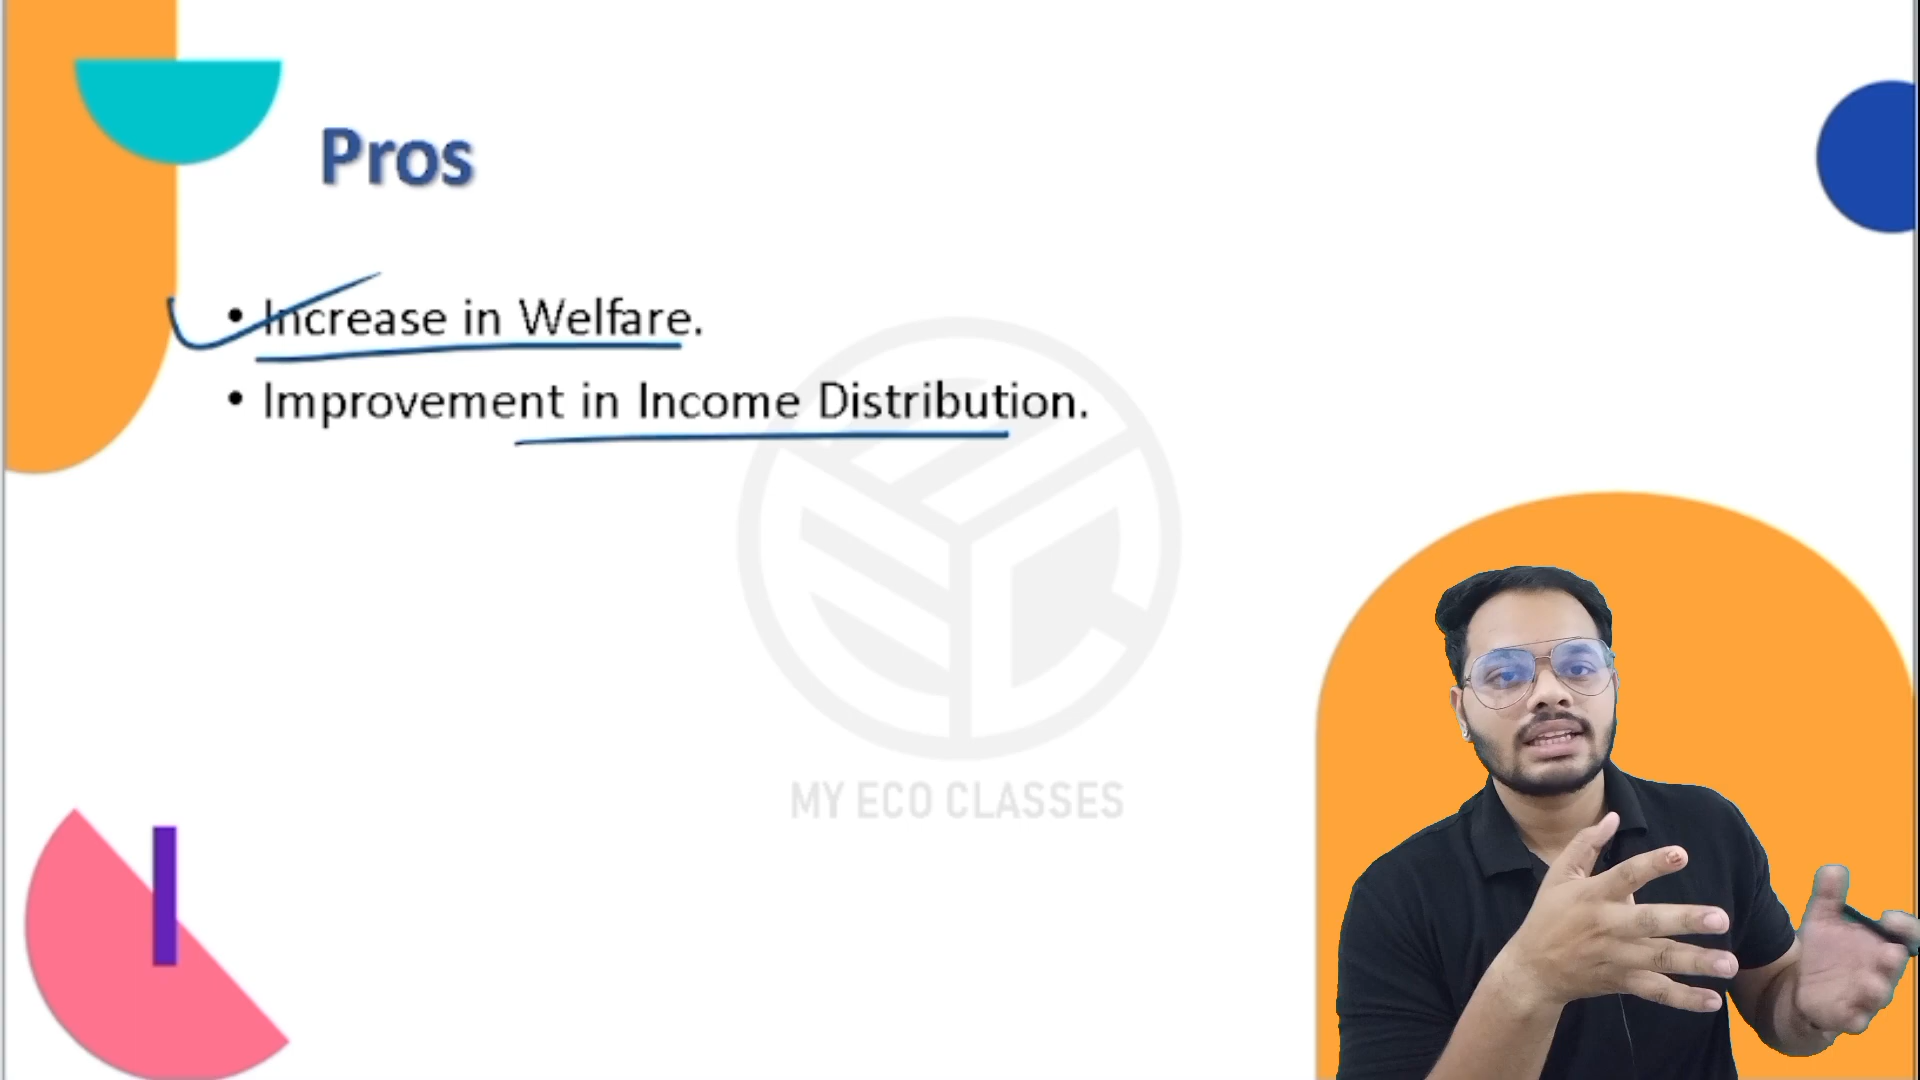 Pros
• Increase in Welfare.
• Improvement in Income Distribution.
MY ECO CLASSES